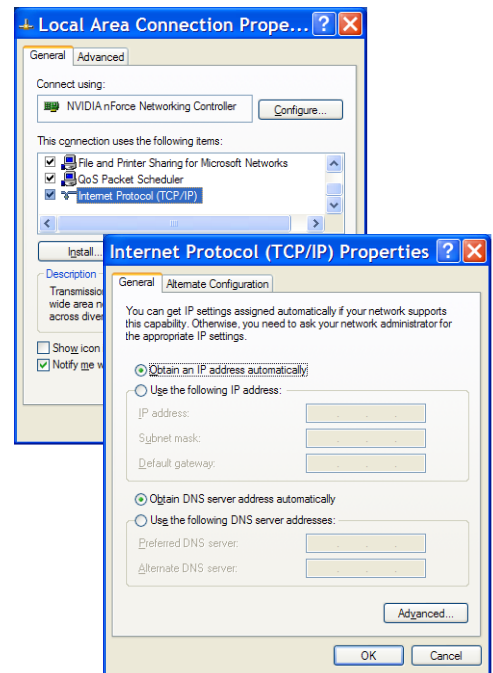 Local Area Connection Prope...
General
Advanced
Connect using:
NVIDIA nForce Networking Controller
Configure...
This connection uses the following items:
File and Printer Sharing for Microsoft Networks
QoS Packet Scheduler
Internet Protocol (TCP/IP)
Install...
Description
Transmission
wide area n
across diver
Show icon
Notify me w
Internet Protocol (TCP/IP) Properties
General
Alternate Configuration
You can get IP settings assigned automatically if your network supports
this capability. Otherwise, you need to ask your network administrator for
the appropriate IP settings.
Obtain an IP address automatically
Use the following IP address:
IP address:
Subnet mask:
Default gateway:
Obtain DNS server address automatically
Use the following DNS server addresses:
Preferred DNS server:
Alternate DNS server:
Advanced...
OK
Cancel